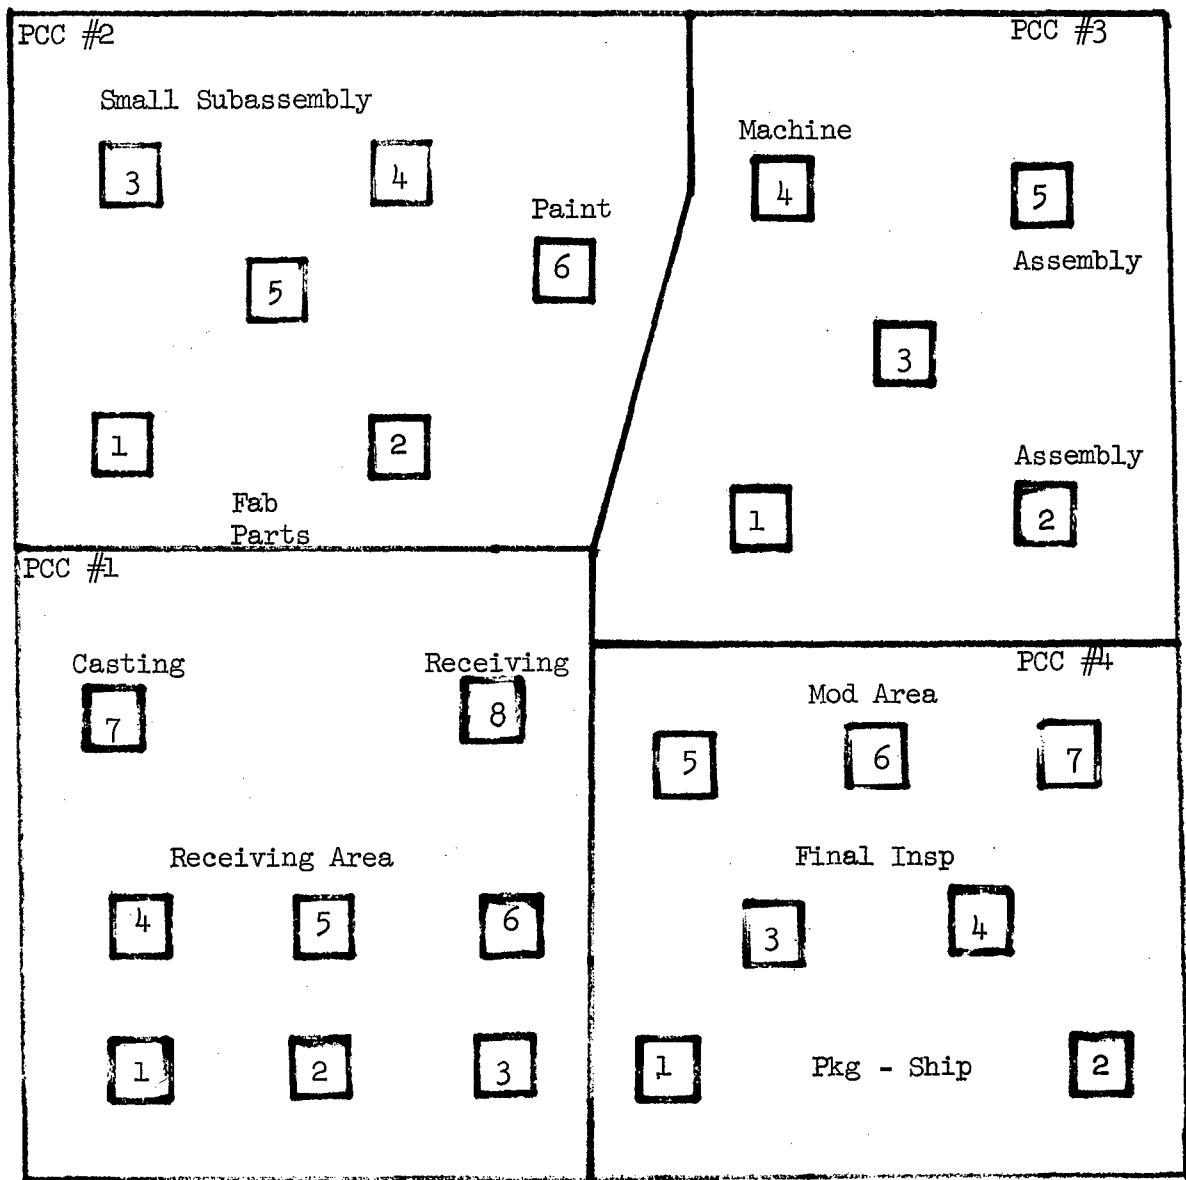 PCC #2
Small Subassembly
3
4
Paint
6
5
1
2
Fab
Parts
PCC #3
Machine
4
5
Assembly
3
Assembly
1
2
PCC #1
Casting
Receiving
7
8
Receiving Area
4
5
6
1
2
3
PCC #4
Mod Area
5
6
7
Final Insp
3
4
1
Pkg - Ship
2